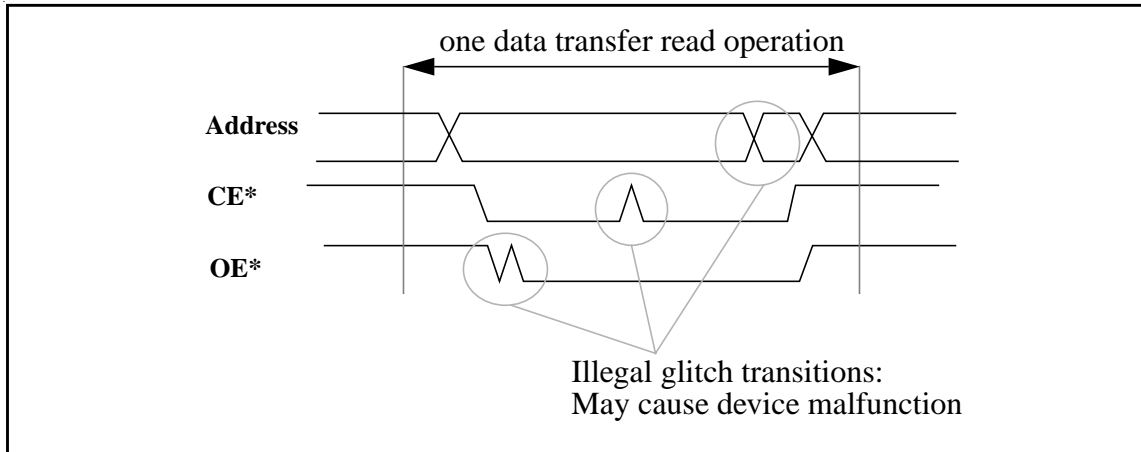 one data transfer read operation
Address
CE*
OE*
Illegal glitch transitions:
May cause device malfunction